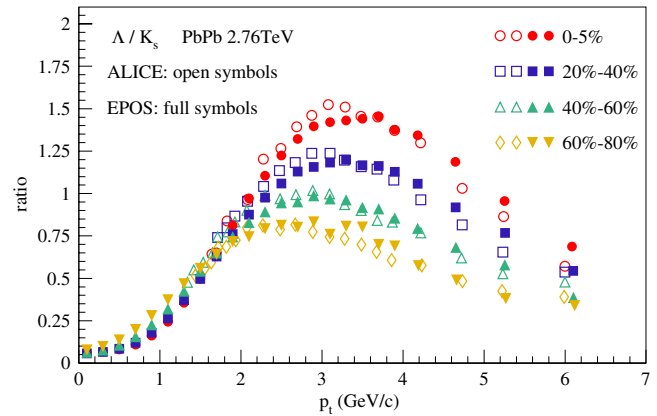 Λ / Ks PbPb 2.76TeV
ALICE: open symbols
EPOS: full symbols
0-5%
20%-40%
40%-60%
60%-80%
ratio
2
1.75
1.5
1.25
1
0.75
0.5
0.25
0
0 1 2 3 4 5 6 7
pt (GeV/c)